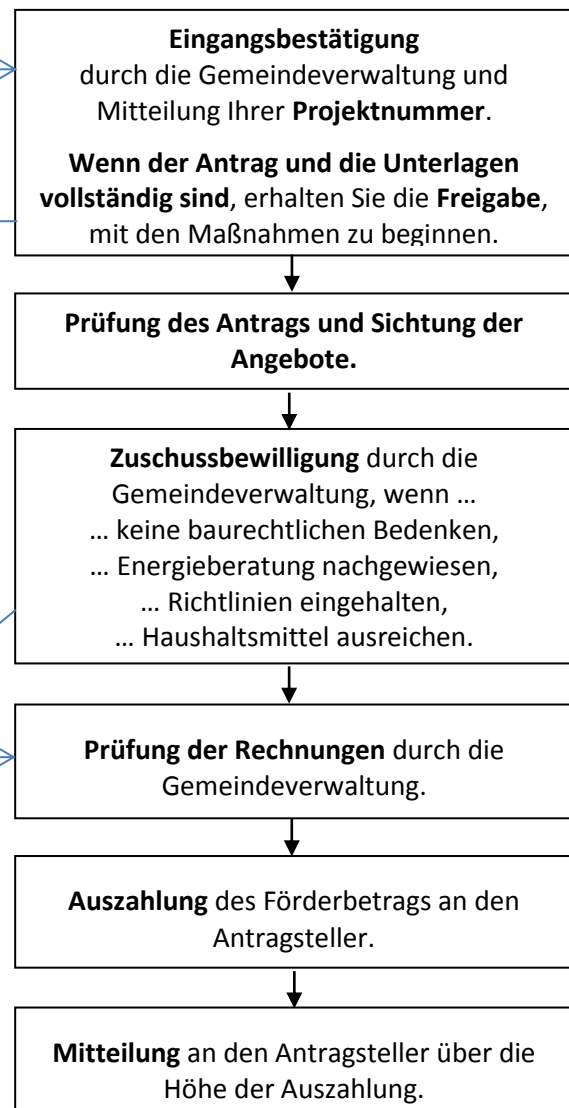 Eingangsbestätigung
durch die Gemeindeverwaltung und
Mitteilung Ihrer Projektnummer.
Wenn der Antrag und die Unterlagen
vollständig sind, erhalten Sie die Freigabe,
mit den Maßnahmen zu beginnen.
Prüfung des Antrags und Sichtung der
Angebote.
Zuschussbewilligung durch die
Gemeindeverwaltung, wenn …
… keine baurechtlichen Bedenken,
… Energieberatung nachgewiesen,
… Richtlinien eingehalten,
… Haushaltsmittel ausreichen.
Prüfung der Rechnungen durch die
Gemeindeverwaltung.
Auszahlung des Förderbetrags an den
Antragsteller.
Mitteilung an den Antragsteller über die
Höhe der Auszahlung.